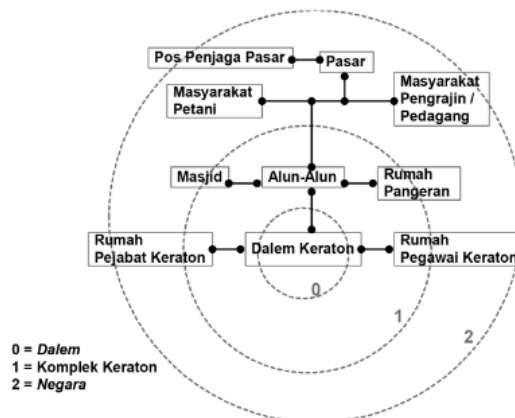 Pos Penjaga Pasar
Pasar
Masyarakat
Petani
Masyarakat
Pengrajin /
Pedagang
Masjid
Alun-Alun
Rumah
Pangeran
Rumah
Pejabat Keraton
Dalem Keraton
Rumah
Pegawai Keraton
0
1
2
0 = Dalem
1 = Komplek Keraton
2 = Negara